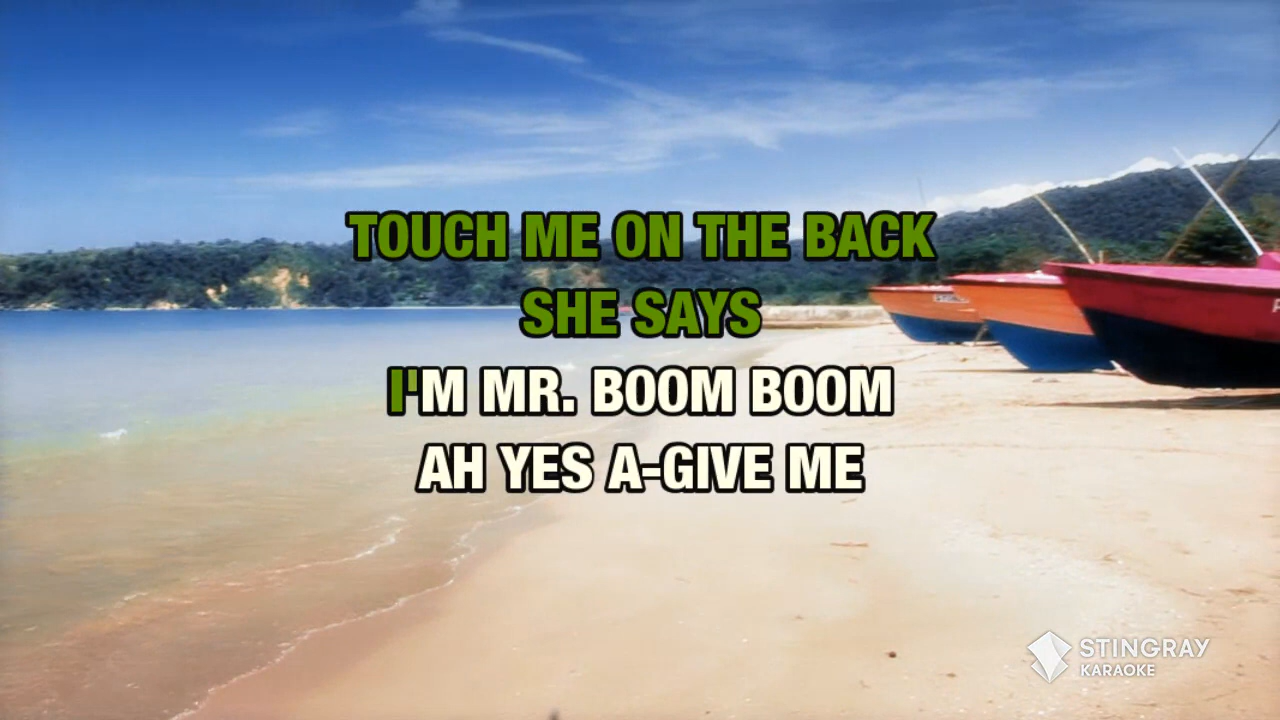 TOUCH ME ON THE BACK
SHE SAYS
I'M MR. BOOM BOOM
AH YES A-GIVE ME
STINGRAY
KARAOKE